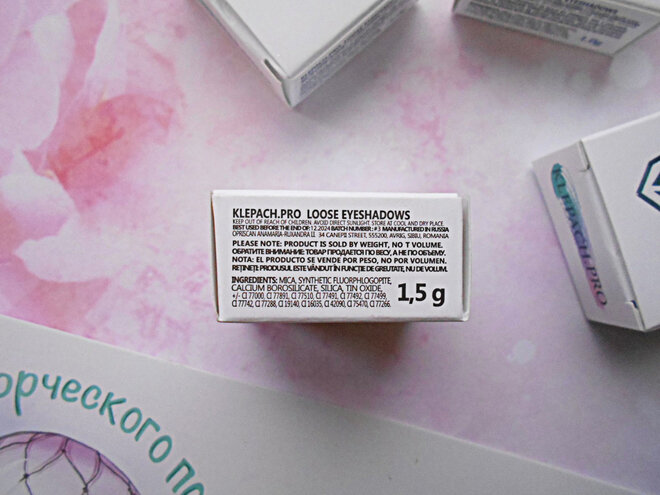 KLEPACH.PRO LOOSE EYESHADOWS
KEEP OUT OF REACH OF CHILDREN. AVOID DIRECT SUNLIGHT. STORE AT COOL AND DRY PLACE.
BEST USED BEFORE THE END OF: 12.2024 BATCH NUMBER: # 3 MANUFACTURED IN RUSSIA
OPRISCAN ANAMARIA-RUXANDRA I.I. 34 CANEPII STREET, 555200, AVRIG, SIBIU, ROMANIA
PLEASE NOTE: PRODUCT IS SOLD BY WEIGHT, NO T VOLUME.
ОБРАТИТЕ ВНИМАНИЕ: ТОВАР ПРОДАЕТСЯ ПО ВЕСУ, А НЕ ПО ОБЪЕМУ.
NOTA: EL PRODUCTO SE VENDE POR PESO, NO POR VOLUMEN.
REȚINEȚI: PRODUSUL ESTE VÂNDUT ÎN FUNCȚIE DE GREUTATE, NU DE VOLUM.
INGREDIENTS: MICA, SYNTHETIC FLUORPHLOGOPITE,
CALCIUM BOROSILICATE, SILICA, TIN OXIDE,
+/- CI 77000, CI 77891, CI 77510, CI 77491, CI 77492, CI 77499,
CI 77742, CI 77288, CI 19140, CI 16035, CI 42090, CI 75470, CI 77266.
1,5 g
KLEPACH.PRO
орческого по